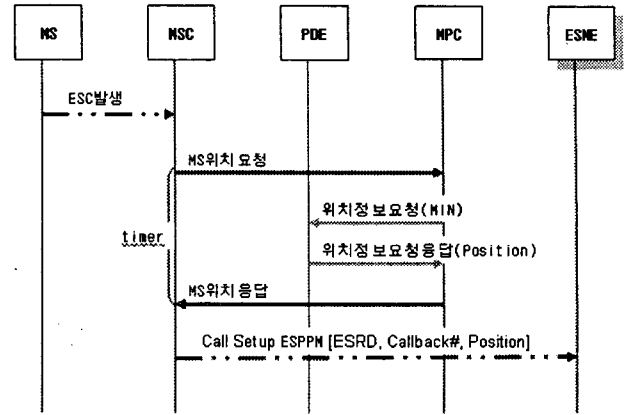 MS MSC PDE MPC ESME
ESC발생
MS위치 요청
위치정보요청(MIN)
timer
위치정보요청응답(Position)
MS위치 응답
Call Setup ESPPM [ESRD, Callback#, Position]